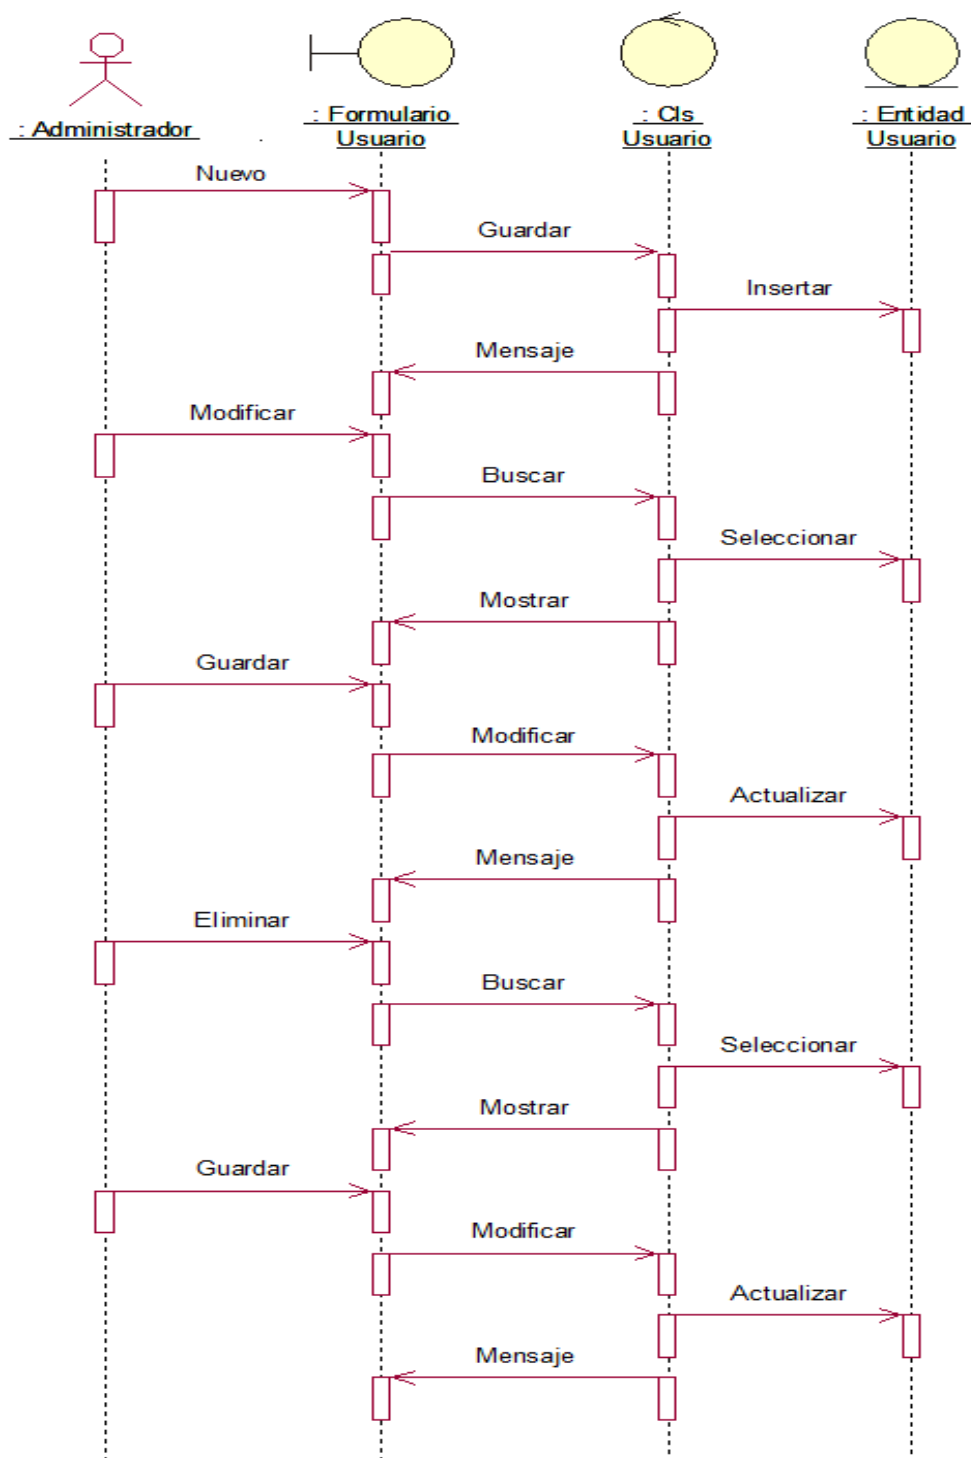 : Administrador
: Formulario
Usuario
: Cls
Usuario
: Entidad
Usuario
Nuevo
Guardar
Insertar
Mensaje
Modificar
Buscar
Seleccionar
Mostrar
Guardar
Modificar
Actualizar
Mensaje
Eliminar
Buscar
Seleccionar
Mostrar
Guardar
Modificar
Actualizar
Mensaje